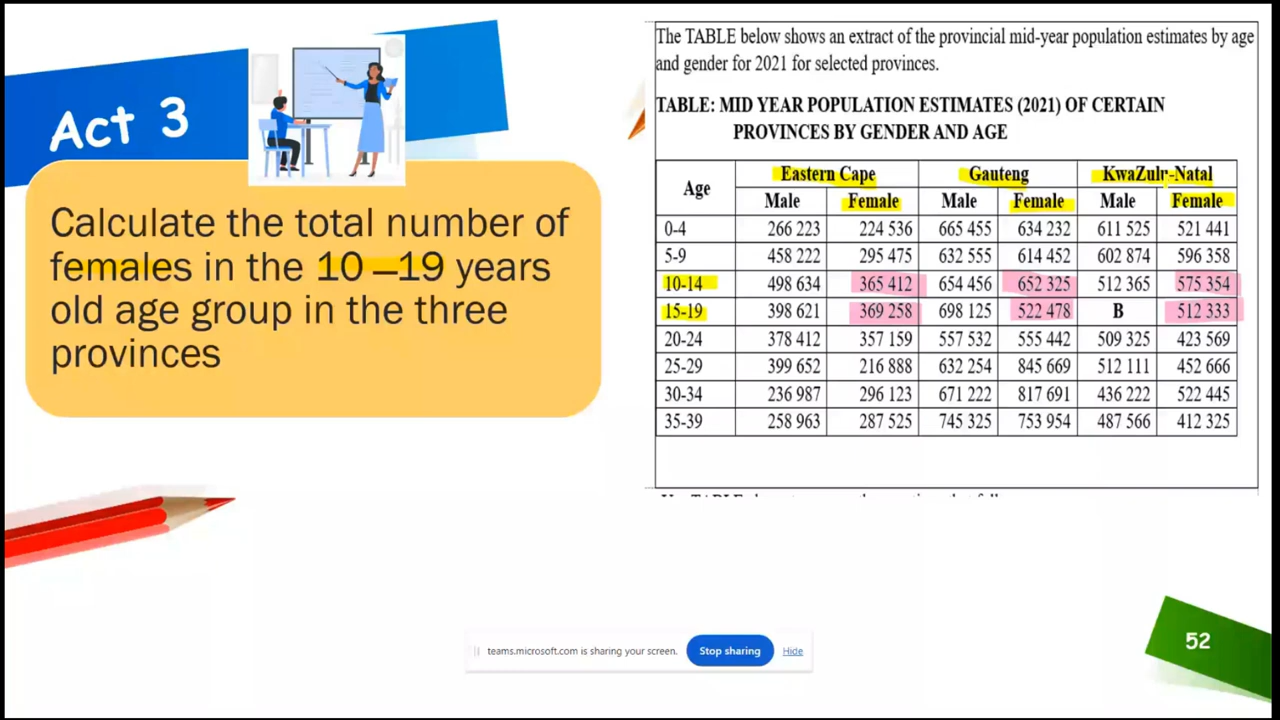 Act 3
Calculate the total number of
females in the 10 –19 years
old age group in the three
provinces
The TABLE below shows an extract of the provincial mid-year population estimates by age
and gender for 2021 for selected provinces.
TABLE: MID YEAR POPULATION ESTIMATES (2021) OF CERTAIN
PROVINCES BY GENDER AND AGE
Age Eastern Cape Gauteng KwaZulu-Natal
Male Female Male Female Male Female
0-4 266 223 224 536 665 455 634 232 611 525 521 441
5-9 458 222 295 475 632 555 614 452 602 874 596 358
10-14 498 634 365 412 654 456 652 325 512 365 575 354
15-19 398 621 369 258 698 125 522 478 B 512 333
20-24 378 412 357 159 557 532 555 442 509 325 423 569
25-29 399 652 216 888 632 254 845 669 512 111 452 666
30-34 236 987 296 123 671 222 817 691 436 222 522 445
35-39 258 963 287 525 745 325 753 954 487 566 412 325
teams.microsoft.com is sharing your screen. Stop sharing Hide
52